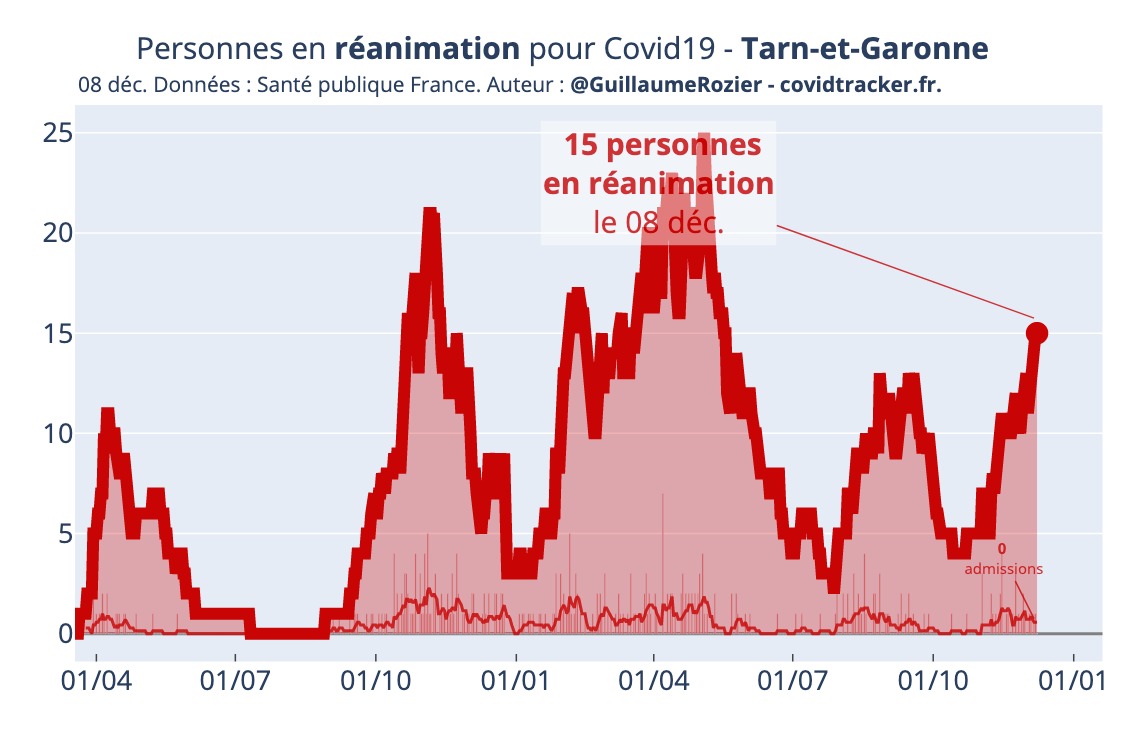 Personnes en réanimation pour Covid19 - Tarn-et-Garonne
08 déc. Données : Santé publique France. Auteur : @GuillaumeRozier - covidtracker.fr.
25
15 personnes
en réanimation
le 08 déc.
20
15
10
5
0
admissions
0
01/04
01/07
01/10
01/01
01/04
01/07
01/10
01/01